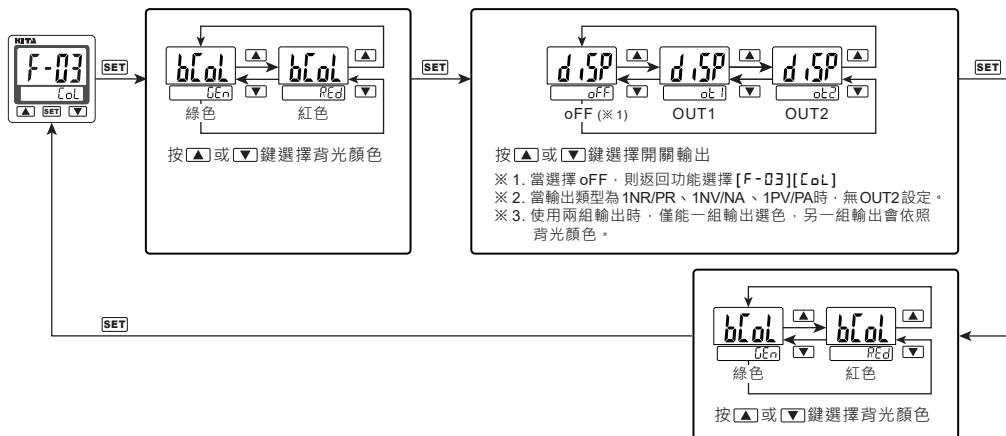 HITA
F-03
CoL
▲ SET ▼
SET
bCoL ▲ bCoL ▲
GEn ▼ REd ▼
綠色 紅色
按▲或▼鍵選擇背光顏色
SET
diSP ▲ diSP ▲ diSP ▲
oFF ▼ ot1 ▼ ot2 ▼
oFF (※1) OUT1 OUT2
按▲或▼鍵選擇開關輸出
※ 1. 當選擇 oFF，則返回功能選擇 [F-03][CoL]
※ 2. 當輸出類型為 1NR/PR、1NV/NA、1PV/PA時，無OUT2設定。
※ 3. 使用兩組輸出時，僅能一組輸出選色，另一組輸出會依照
背光顏色。
SET
bCoL ▲ bCoL ▲
GEn ▼ REd ▼
綠色 紅色
按▲或▼鍵選擇背光顏色
SET